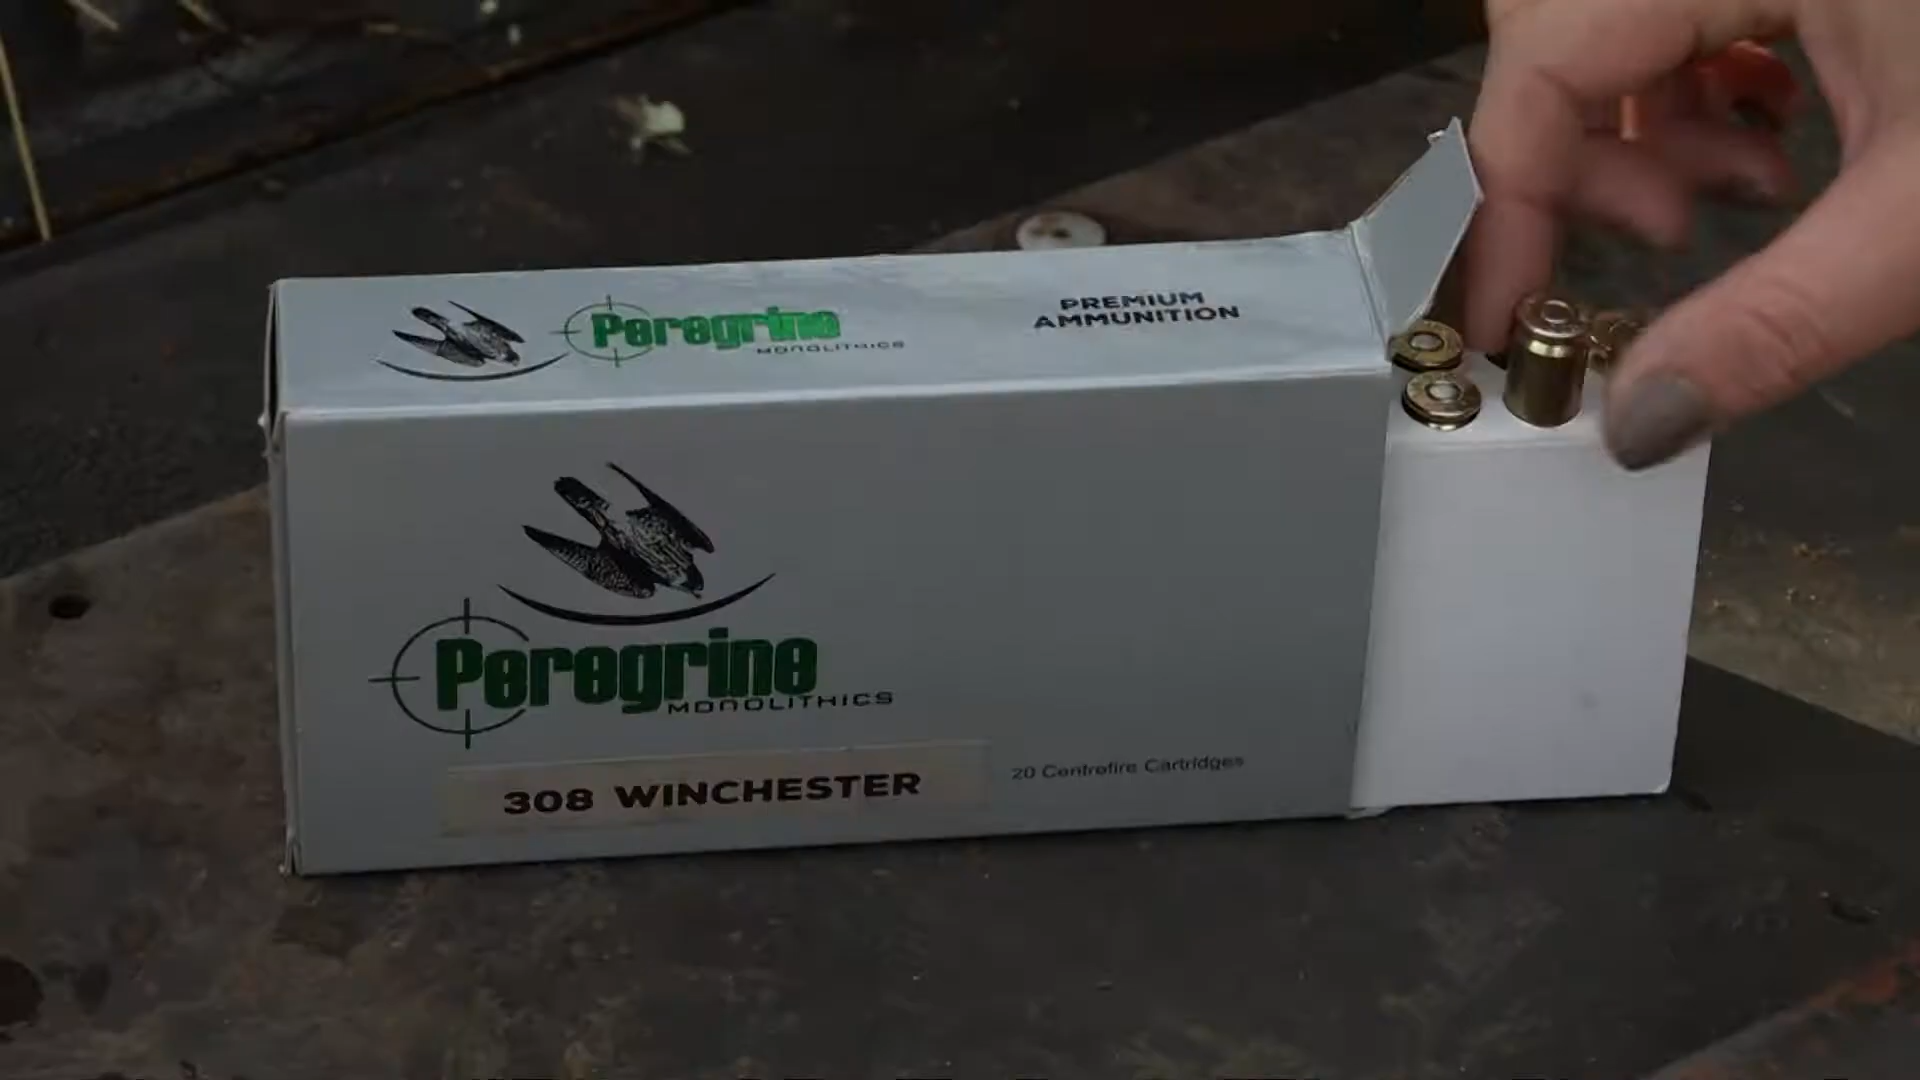 Peregrine
MONOLITHICS
PREMIUM
AMMUNITION
Peregrine
MONOLITHICS
308 WINCHESTER
20 Centrefire Cartridges